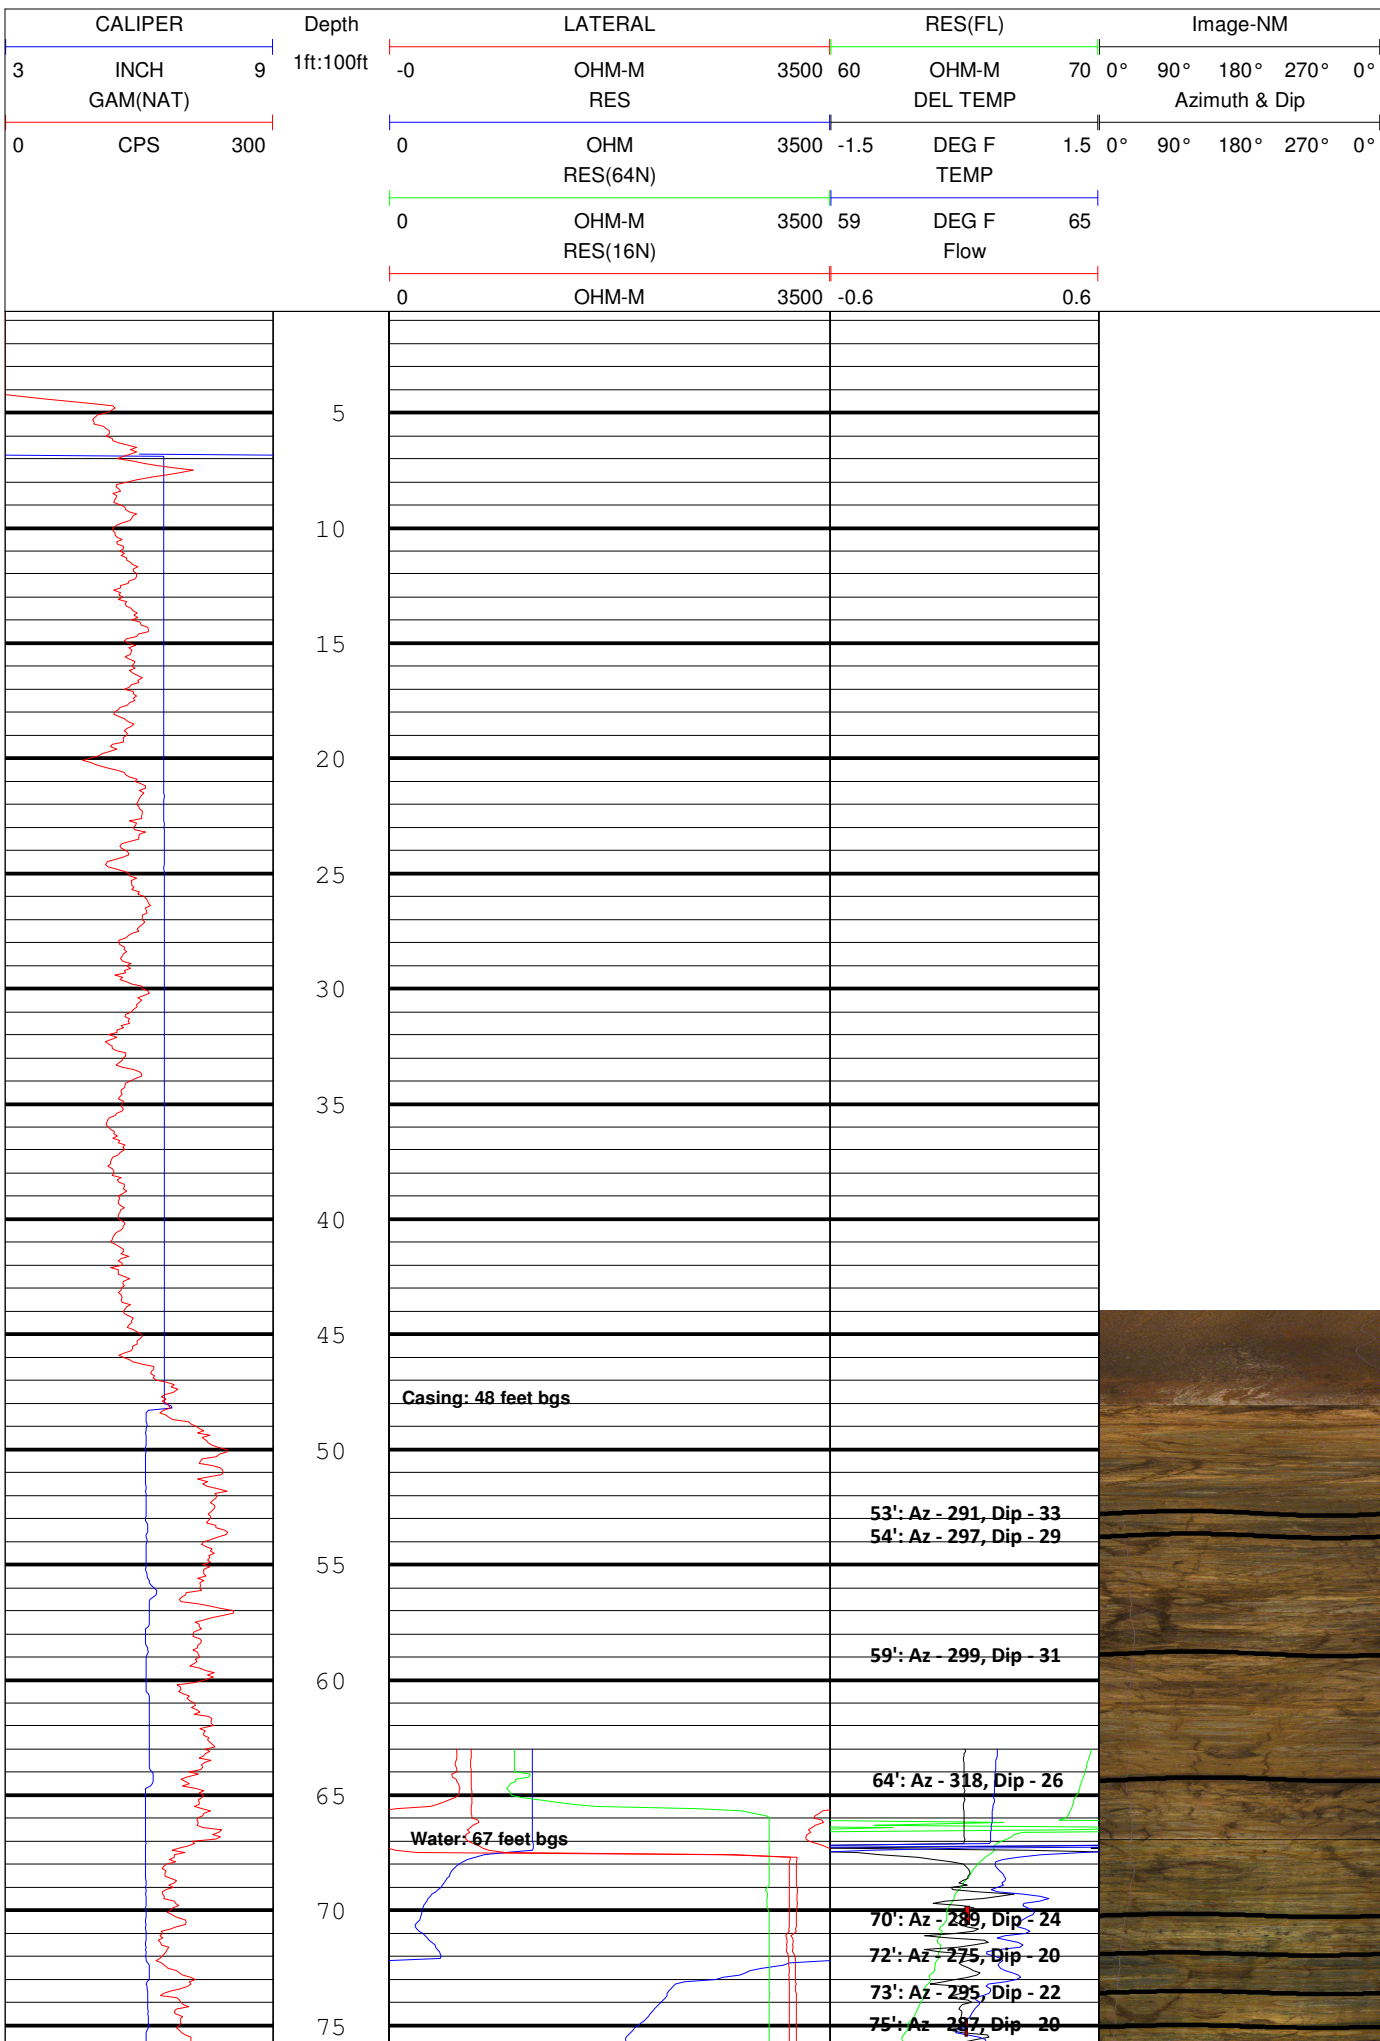 CALIPER Depth LATERAL RES(FL) Image-NM
3 INCH 9 1ft:100ft -0 OHM-M 3500 60 OHM-M 70 0° 90° 180° 270° 0°
GAM(NAT) RES DEL TEMP Azimuth & Dip
0 CPS 300 0 OHM 3500 -1.5 DEG F 1.5 0° 90° 180° 270° 0°
RES(64N) TEMP
0 OHM-M 3500 59 DEG F 65
RES(16N) Flow
0 OHM-M 3500 -0.6 0.6
5
10
15
20
25
30
35
40
45
Casing: 48 feet bgs
50
53': Az - 291, Dip - 33
54': Az - 297, Dip - 29
55
59': Az - 299, Dip - 31
60
64': Az - 318, Dip - 26
65
Water: 67 feet bgs
70
70': Az - 289, Dip - 24
72': Az - 275, Dip - 20
73': Az - 295, Dip - 22
75 75': Az - 287, Dip - 20